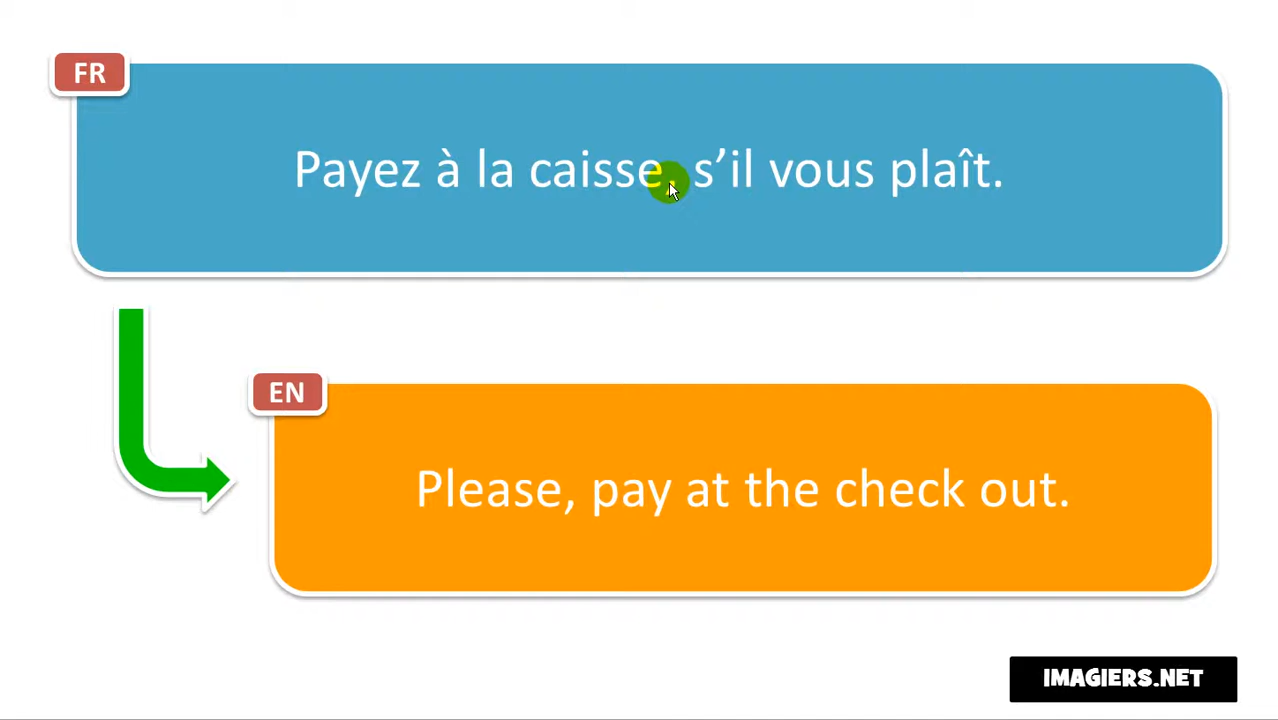 FR
Payez à la caisse, s’il vous plaît.
EN
Please, pay at the check out.
IMAGIERS.NET